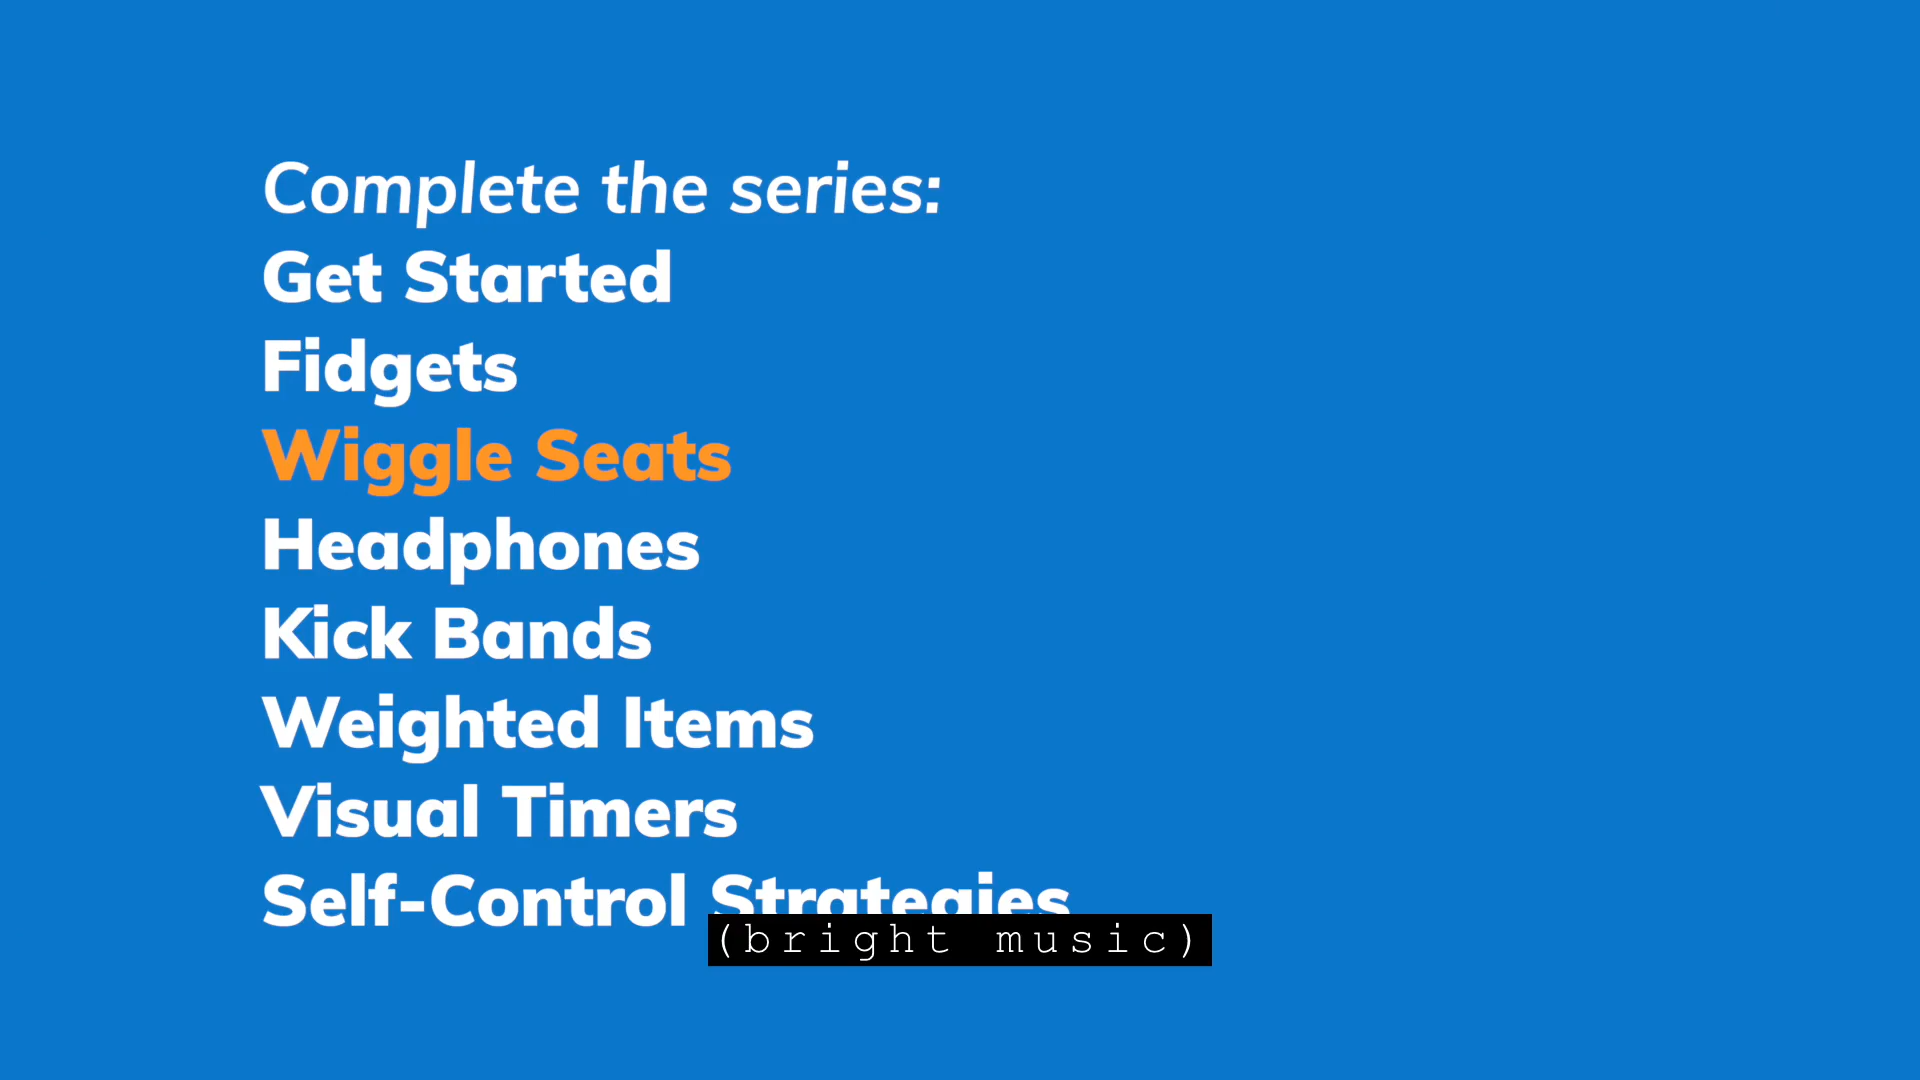 Complete the series:
Get Started
Fidgets
Wiggle Seats
Headphones
Kick Bands
Weighted Items
Visual Timers
Self-Control Strategies
(bright music)